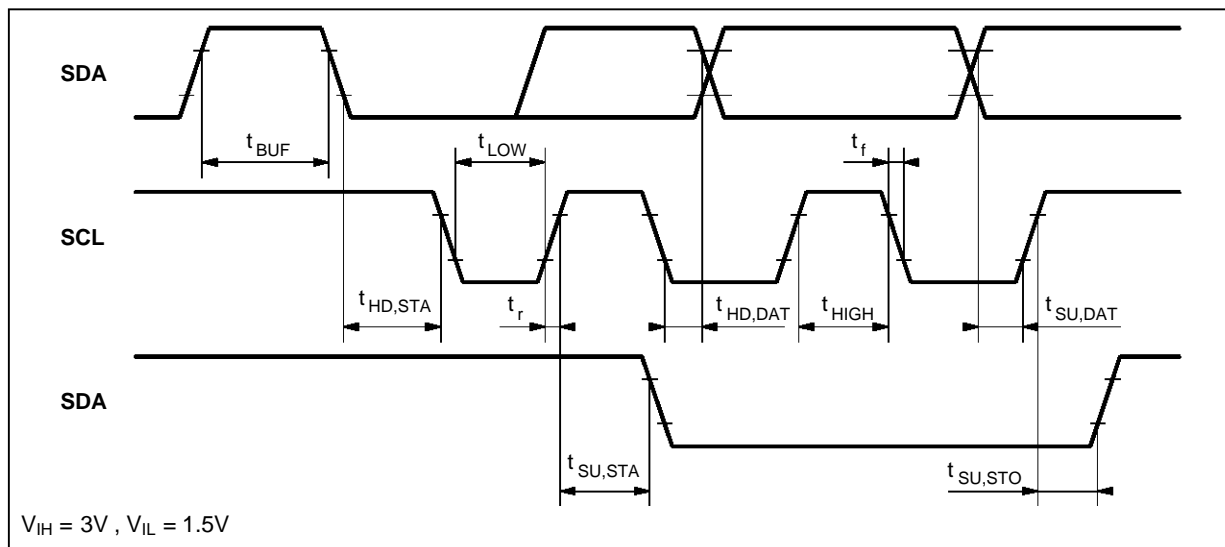 SDA
t BUF
t LOW
t f
SCL
t HD,STA
t r
t HD,DAT
t HIGH
t SU,DAT
SDA
t SU,STA
t SU,STO
VIH = 3V , VIL = 1.5V